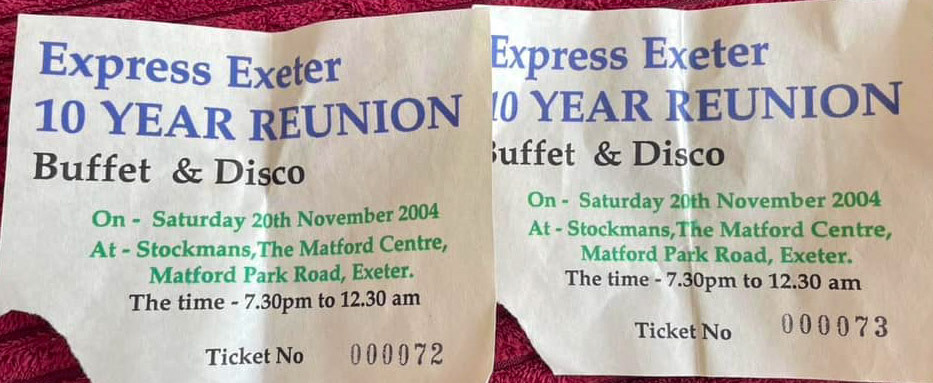 Express Exeter
10 YEAR REUNION
Buffet & Disco
On - Saturday 20th November 2004
At - Stockmans, The Matford Centre,
Matford Park Road, Exeter.
The time - 7.30pm to 12.30 am
Ticket No 000072
Express Exeter
10 YEAR REUNION
Buffet & Disco
On - Saturday 20th November 2004
At - Stockmans, The Matford Centre,
Matford Park Road, Exeter.
The time - 7.30pm to 12.30 am
Ticket No 000073